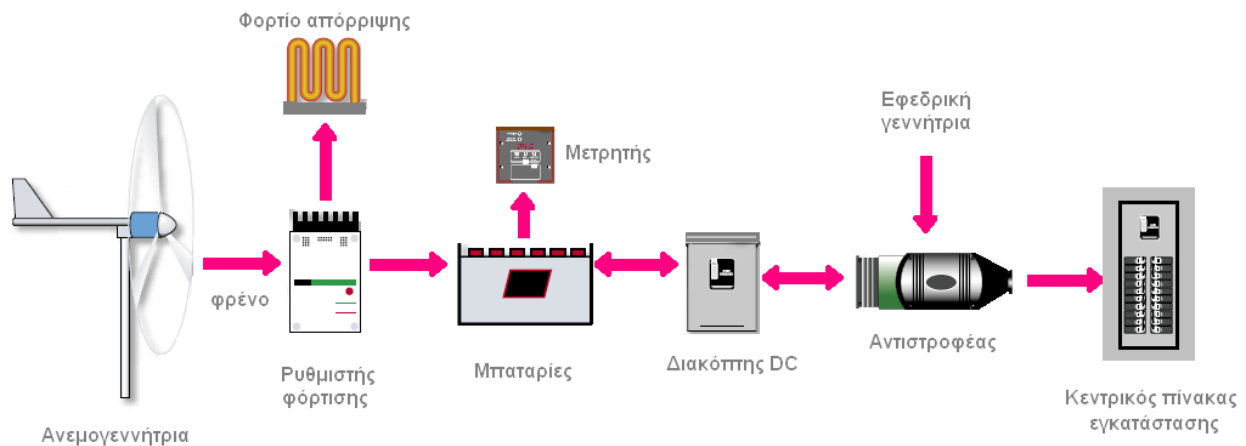 Φορτίο απόρριψης
Εφεδρική
γεννήτρια
Μετρητής
φρένο
Ρυθμιστής
φόρτισης
Μπαταρίες
Διακόπτης DC
Αντιστροφέας
Κεντρικός πίνακας
εγκατάστασης
Ανεμογεννήτρια